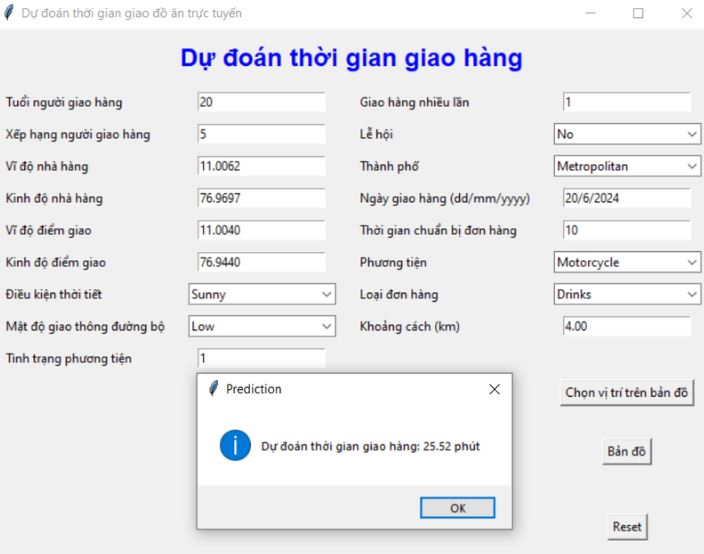 Dự đoán thời gian giao đồ ăn trực tuyến
Dự đoán thời gian giao hàng
Tuổi người giao hàng 20 Giao hàng nhiều lần 1
Xếp hạng người giao hàng 5 Lễ hội No
Vĩ độ nhà hàng 11.0062 Thành phố Metropolitan
Kinh độ nhà hàng 76.9697 Ngày giao hàng (dd/mm/yyyy) 20/6/2024
Vĩ độ điểm giao 11.0040 Thời gian chuẩn bị đơn hàng 10
Kinh độ điểm giao 76.9440 Phương tiện Motorcycle
Điều kiện thời tiết Sunny Loại đơn hàng Drinks
Mật độ giao thông đường bộ Low Khoảng cách (km) 4.00
Tình trạng phương tiện 1
Prediction
Chọn vị trí trên bản đồ
Dự đoán thời gian giao hàng: 25.52 phút
Bản đồ
OK
Reset